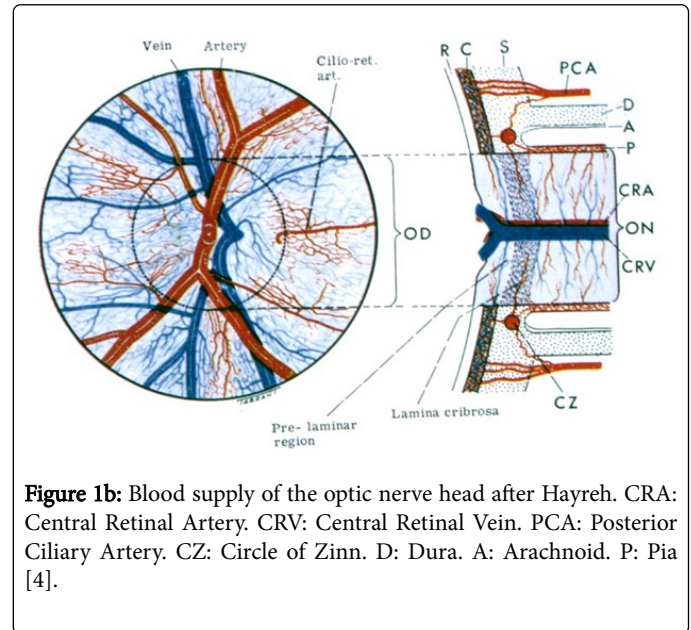 Vein
Artery
Cilio-ret.
art.
R C S
PCA
D
A
P
CRA
OD
ON
CRV
Lamina cribrosa
Pre-laminar
region
CZ
Figure 1b: Blood supply of the optic nerve head after Hayreh. CRA:
Central Retinal Artery. CRV: Central Retinal Vein. PCA: Posterior
Ciliary Artery. CZ: Circle of Zinn. D: Dura. A: Arachnoid. P: Pia
[4].